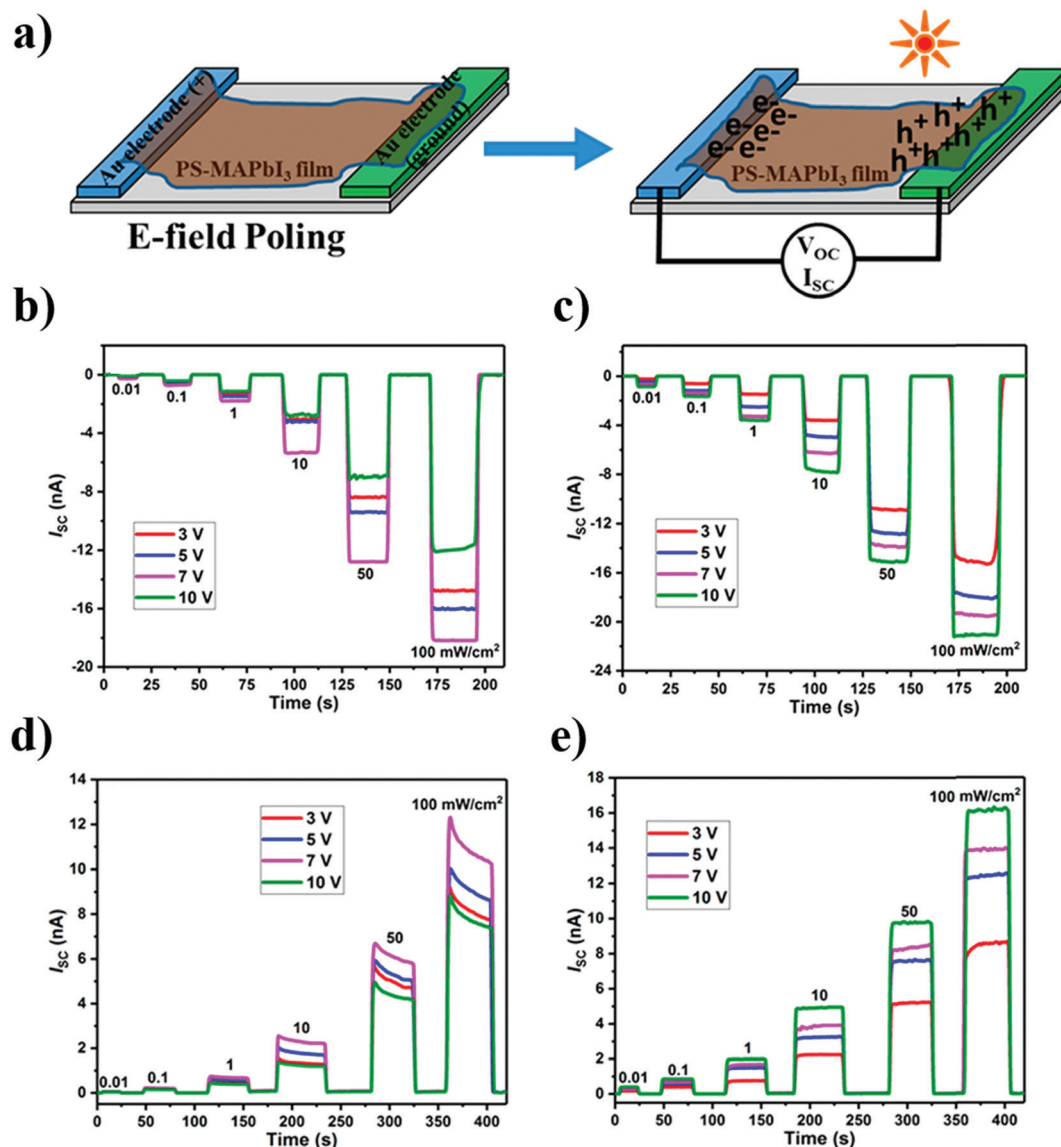 a)
Au electrode (+)
PS-MAPbI₃ film
Au electrode
(ground)
E-field Poling
e- e- e- e- e- e- e-
h⁺ h⁺ h⁺ h⁺ h⁺ h⁺ h⁺
PS-MAPbI₃ film
V_OC
I_SC
b)
I_SC (nA)
0
-4
-8
-12
-16
-20
0.01
0.1
1
10
50
100 mW/cm²
3 V
5 V
7 V
10 V
0 25 50 75 100 125 150 175 200
Time (s)
c)
I_SC (nA)
0
-4
-8
-12
-16
-20
-24
0.01
0.1
1
10
50
100 mW/cm²
3 V
5 V
7 V
10 V
0 25 50 75 100 125 150 175 200
Time (s)
d)
I_SC (nA)
14
12
10
8
6
4
2
0
100 mW/cm²
3 V
5 V
7 V
10 V
50
10
1
0.1
0.01
0 50 100 150 200 250 300 350 400
Time (s)
e)
I_SC (nA)
18
16
14
12
10
8
6
4
2
0
100 mW/cm²
3 V
5 V
7 V
10 V
50
10
1
0.1
0.01
0 50 100 150 200 250 300 350 400
Time (s)